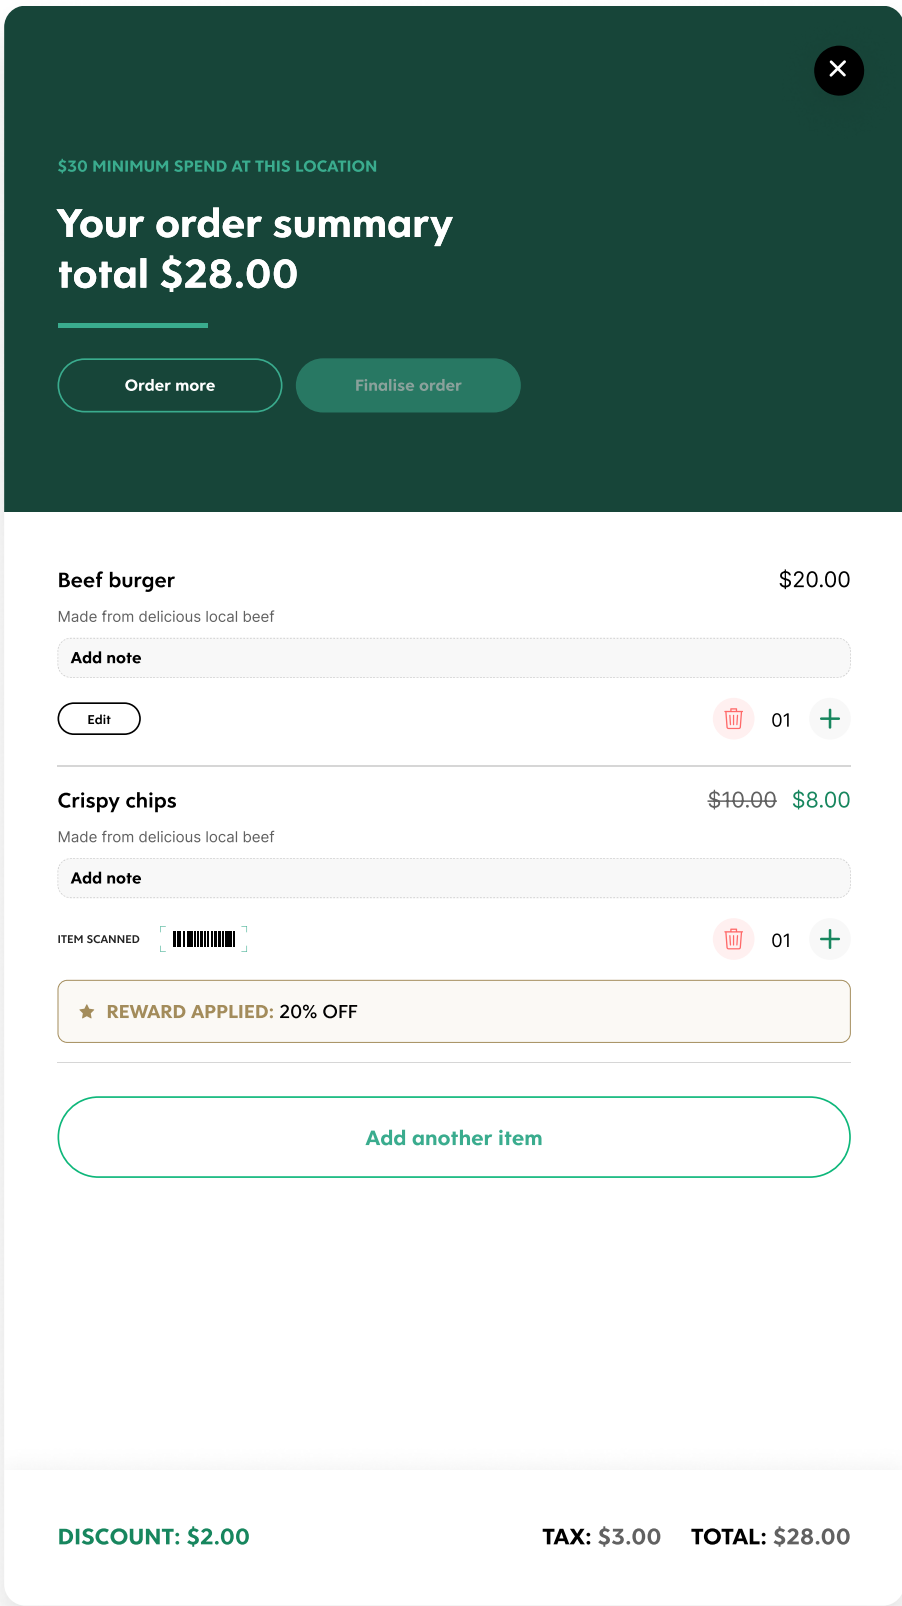 $30 MINIMUM SPEND AT THIS LOCATION
Your order summary
total $28.00
Order more
Finalise order
Beef burger
$20.00
Made from delicious local beef
Add note
Edit
01
Crispy chips
$10.00 $8.00
Made from delicious local beef
Add note
ITEM SCANNED
01
REWARD APPLIED: 20% OFF
Add another item
DISCOUNT: $2.00
TAX: $3.00
TOTAL: $28.00